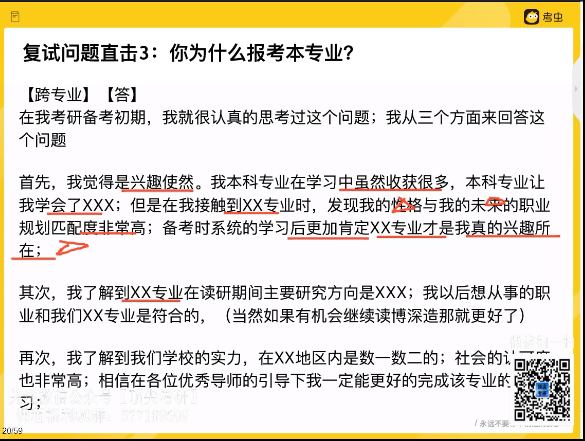 考虫
复试问题直击3：你为什么报考本专业？
【跨专业】【答】
在我考研备考初期，我就很认真的思考过这个问题；我从三个方面来回答这
个问题
首先，我觉得是兴趣使然。我本科专业在学习中虽然收获很多，本科专业让
我学会了XXX；但是在我接触到XX专业时，发现我的性格与我的未来的职业
规划匹配度非常高；备考时系统的学习后更加肯定XX专业才是我真的兴趣所
在；
其次，我了解到XX专业在读研期间主要研究方向是XXX；我以后想从事的职
业和我们XX专业是符合的，（当然如果有机会继续读博深造那就更好了）
再次，我了解到我们学校的实力，在XX地区内是数一数二的；社会的认可度
也非常高；相信在各位优秀导师的引导下我一定能更好的完成该专业的
习；
20/59
/ 永远不要